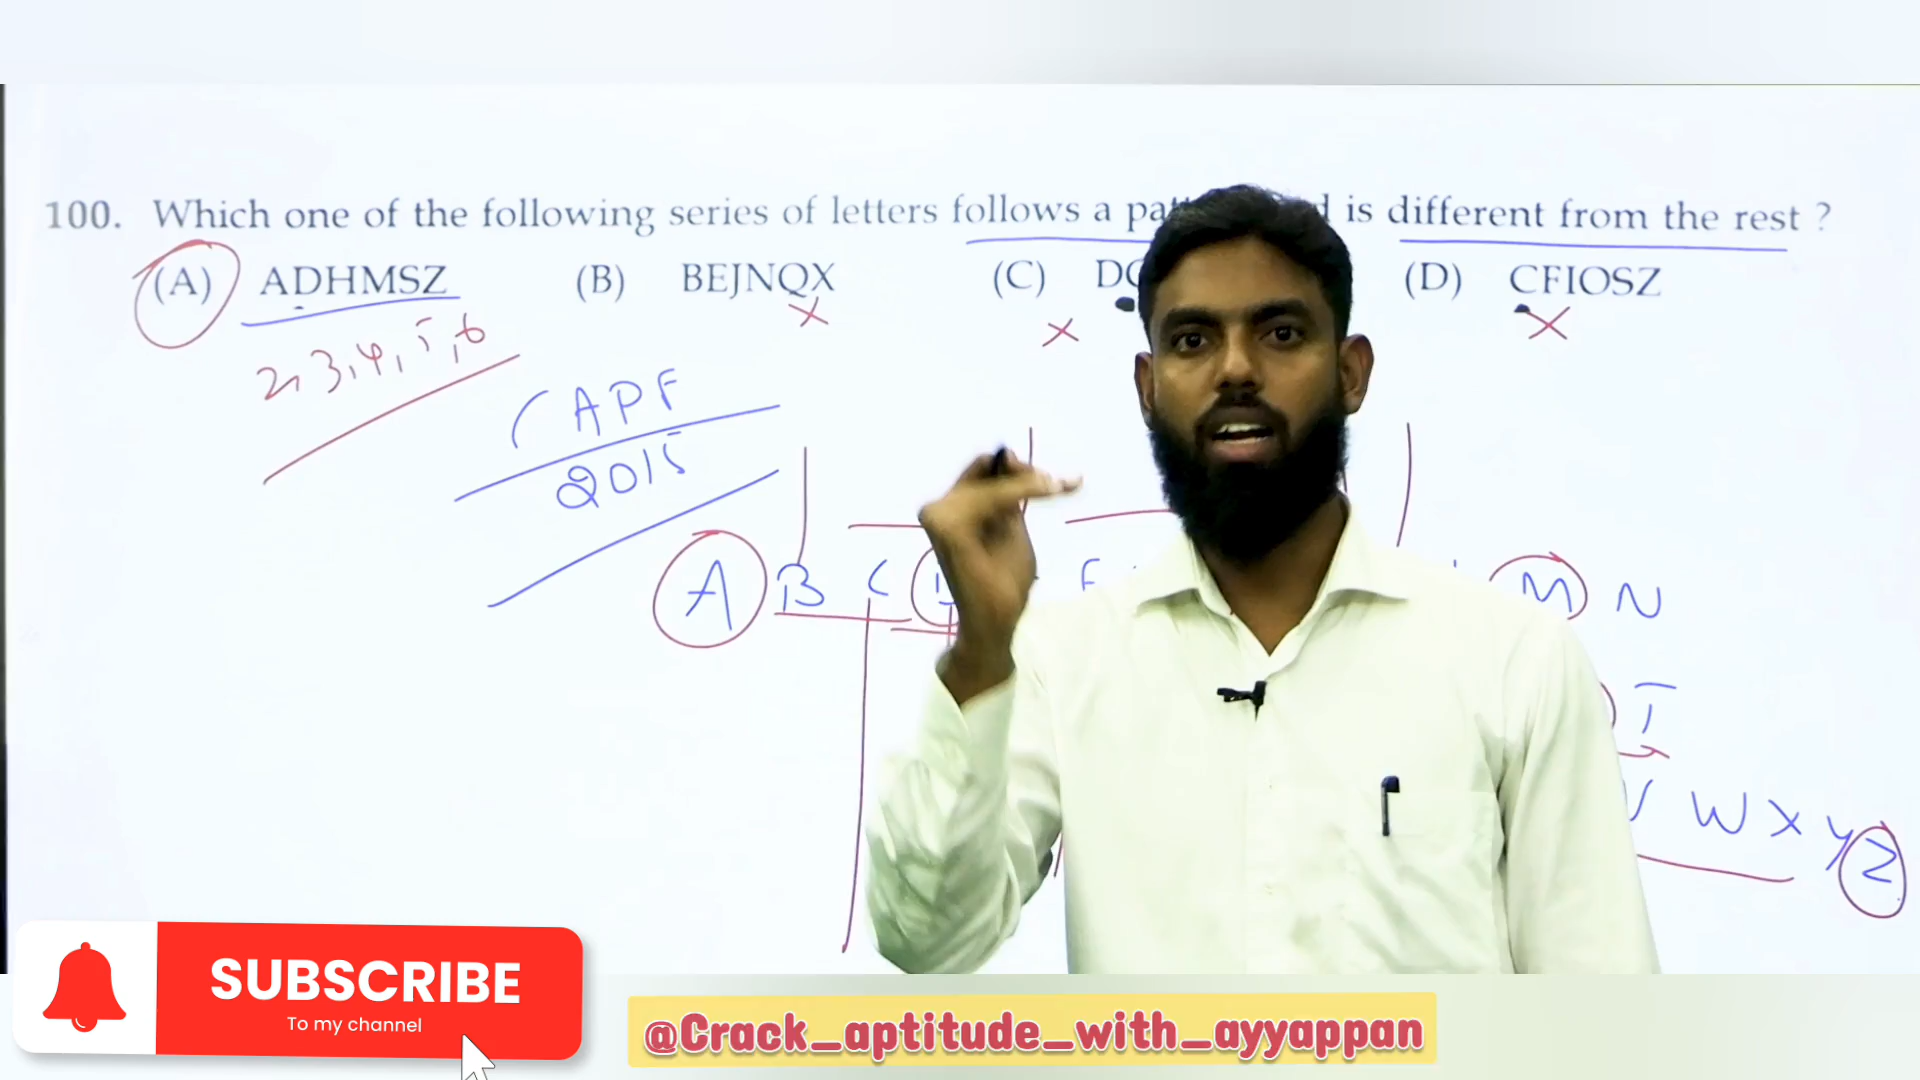 100. Which one of the following series of letters follows a is different from the rest ?
(A) ADHMSZ (B) BEJNQX (C) (D) CFIOSZ
2, 3, 4, 5, 6
CAPF
2015
A B C M N
T
W X Y Z
SUBSCRIBE
To my channel
@Crack_aptitude_with_ayyappan